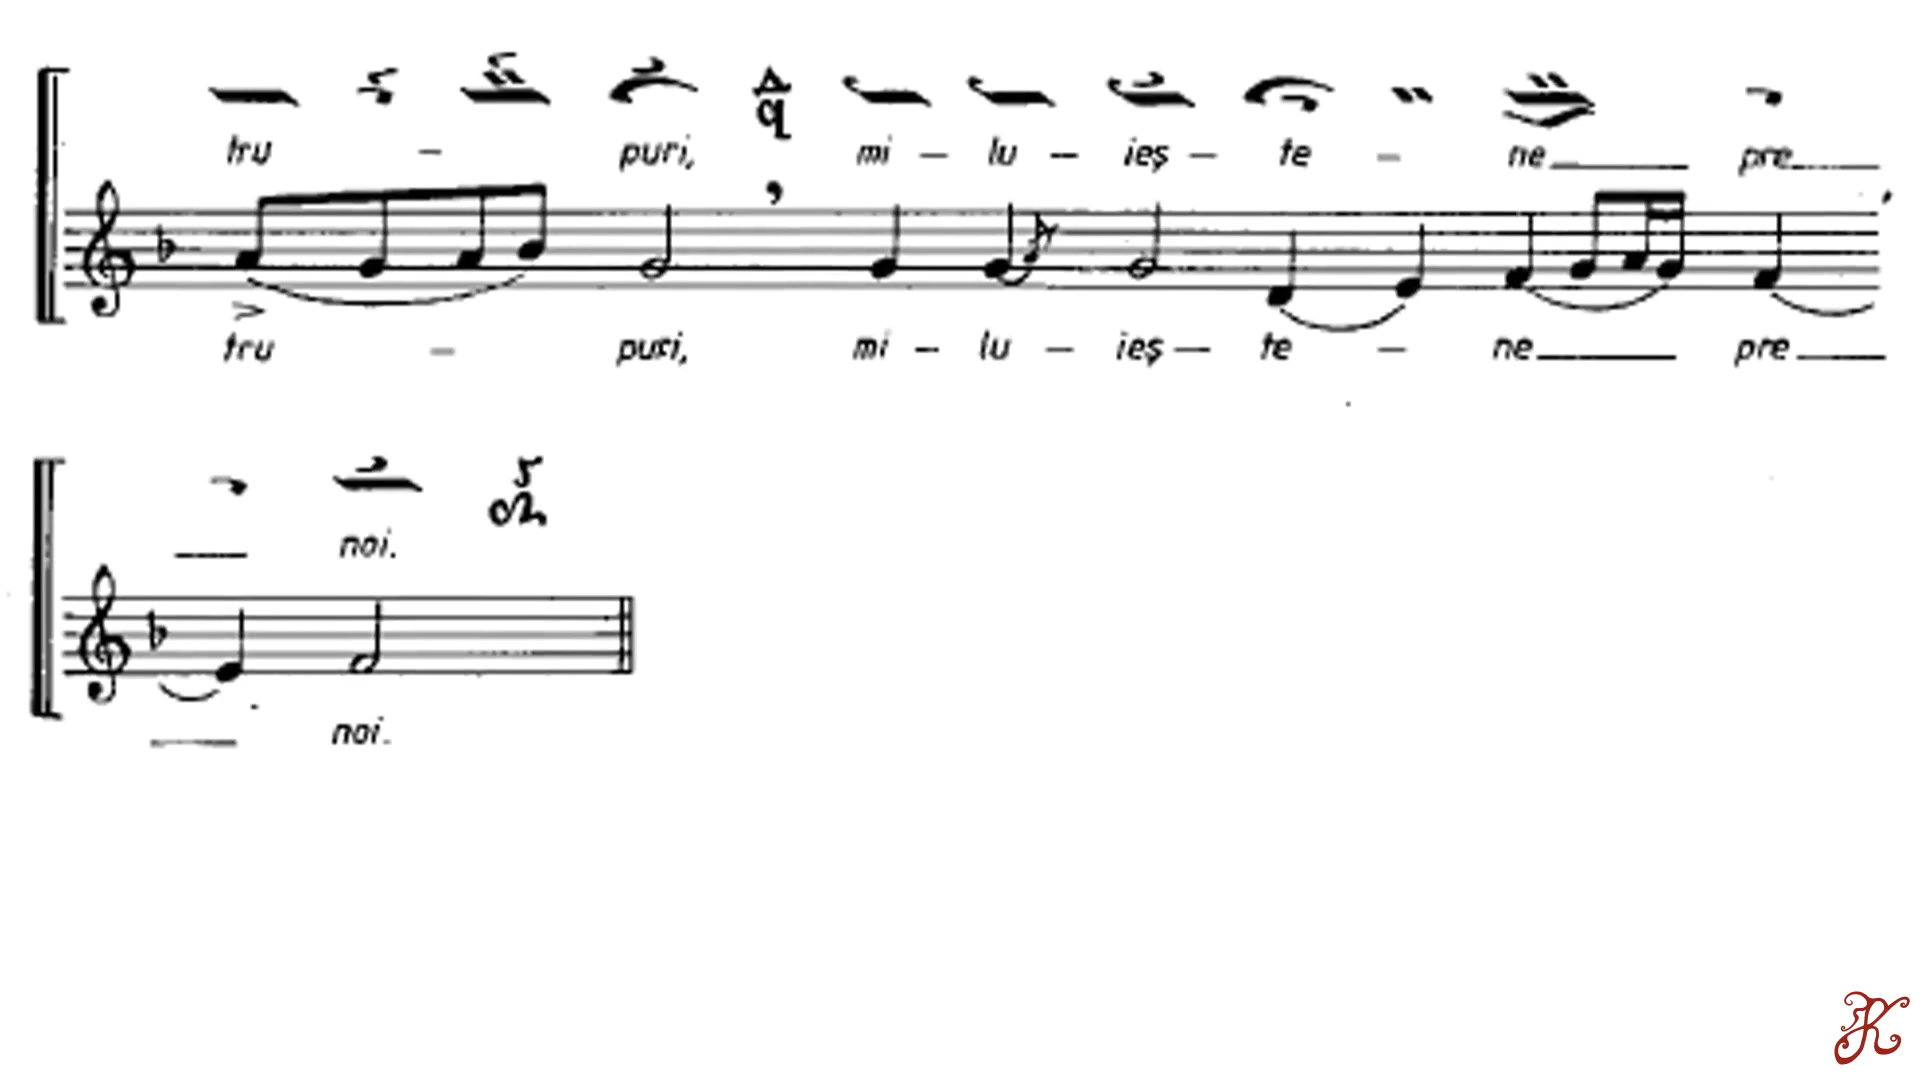 tru – puri, mi – lu – ieș – te – ne pre
tru – puri, mi – lu – ieș – te – ne pre
noi.
noi.